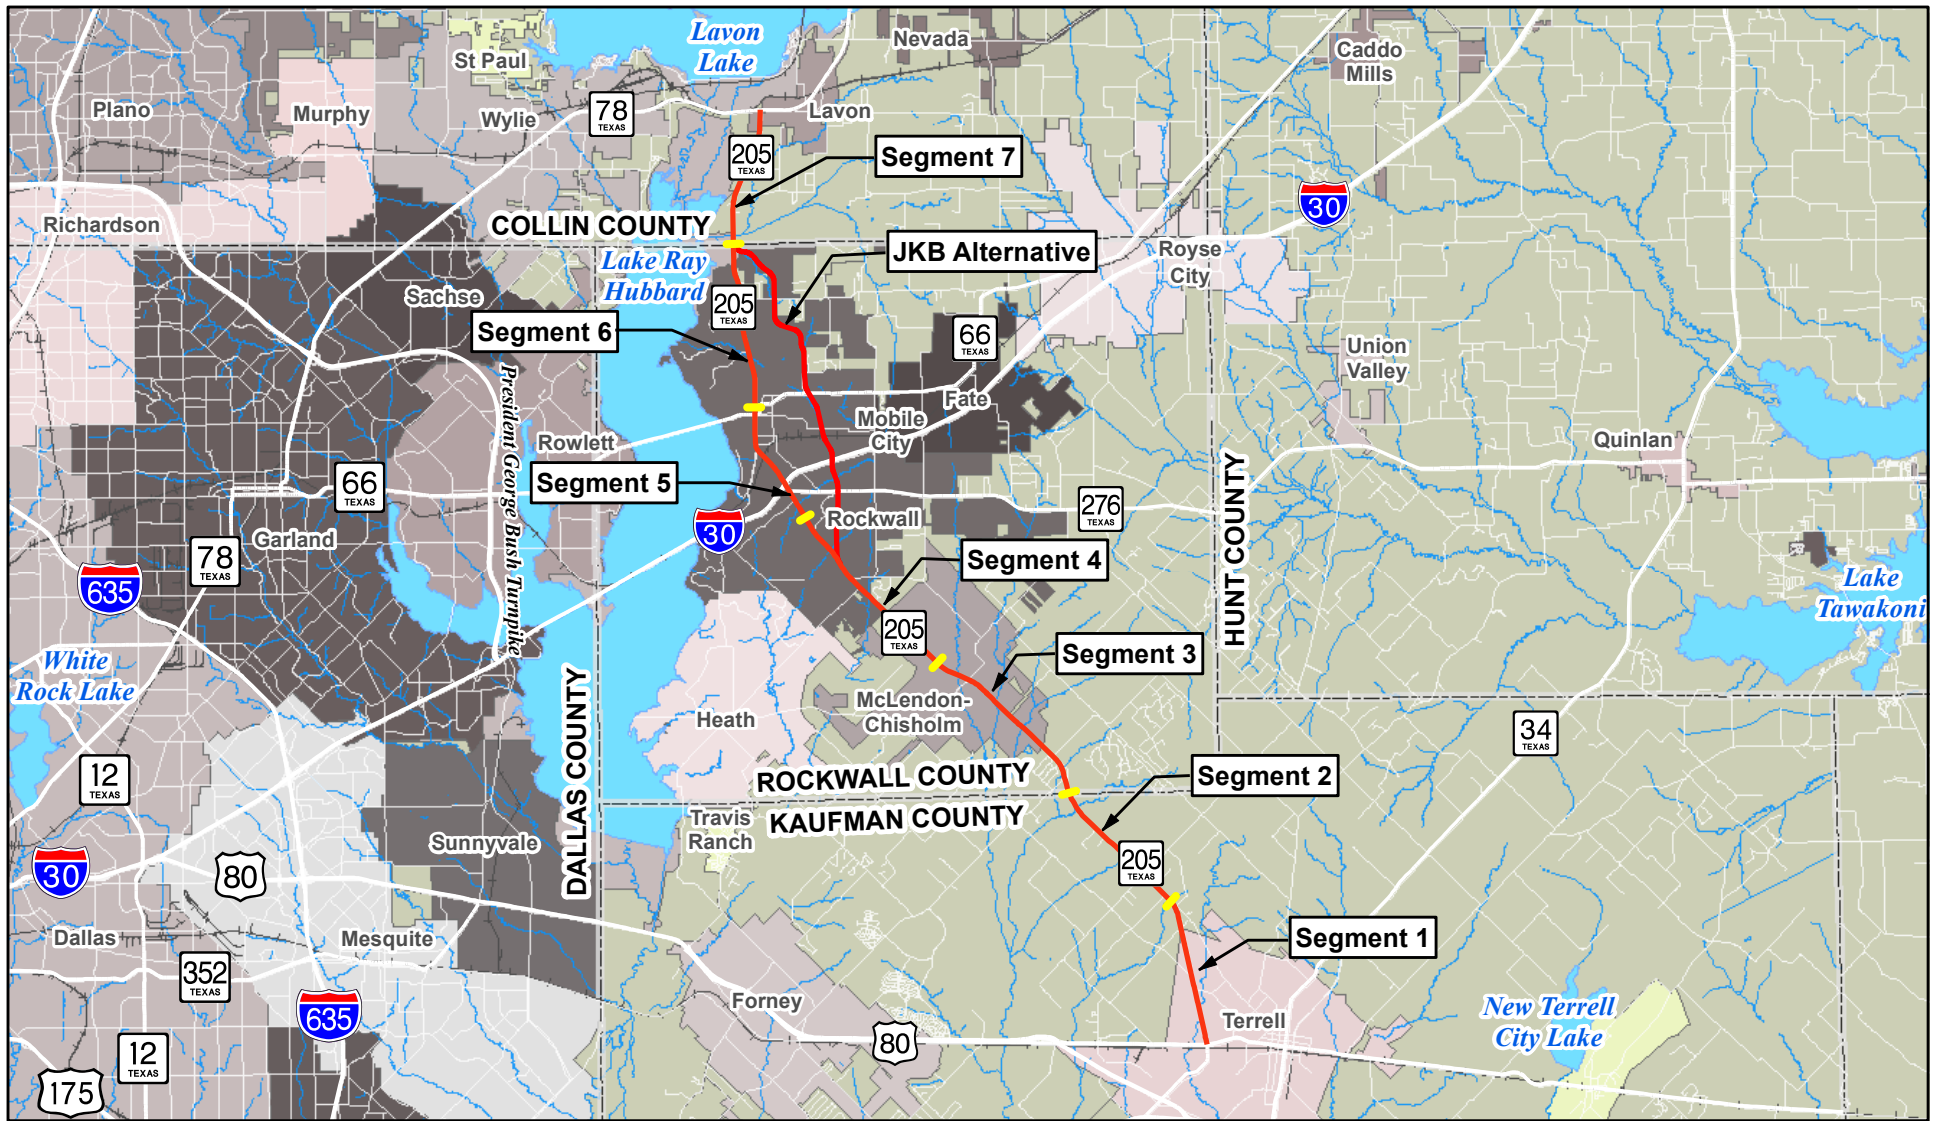 Lavon
Lake
Nevada
Caddo
Mills
St Paul
Plano
Murphy
Wylie
78
TEXAS
Lavon
205
TEXAS
Segment 7
30
Richardson
COLLIN COUNTY
JKB Alternative
Royse
City
Lake Ray
Hubbard
Sachse
205
TEXAS
Segment 6
66
TEXAS
Union
Valley
President George Bush Turnpike
Fate
Mobile
City
Rowlett
Quinlan
66
TEXAS
Segment 5
HUNT COUNTY
276
TEXAS
30
Rockwall
Garland
78
TEXAS
Segment 4
635
Lake
Tawakoni
205
TEXAS
Segment 3
White
Rock Lake
Heath
McLendon-
Chisholm
34
TEXAS
12
TEXAS
DALLAS COUNTY
ROCKWALL COUNTY
Segment 2
KAUFMAN COUNTY
Travis
Ranch
Sunnyvale
205
TEXAS
30
80
Dallas
Mesquite
Segment 1
352
TEXAS
635
Forney
Terrell
New Terrell
City Lake
80
12
TEXAS
175